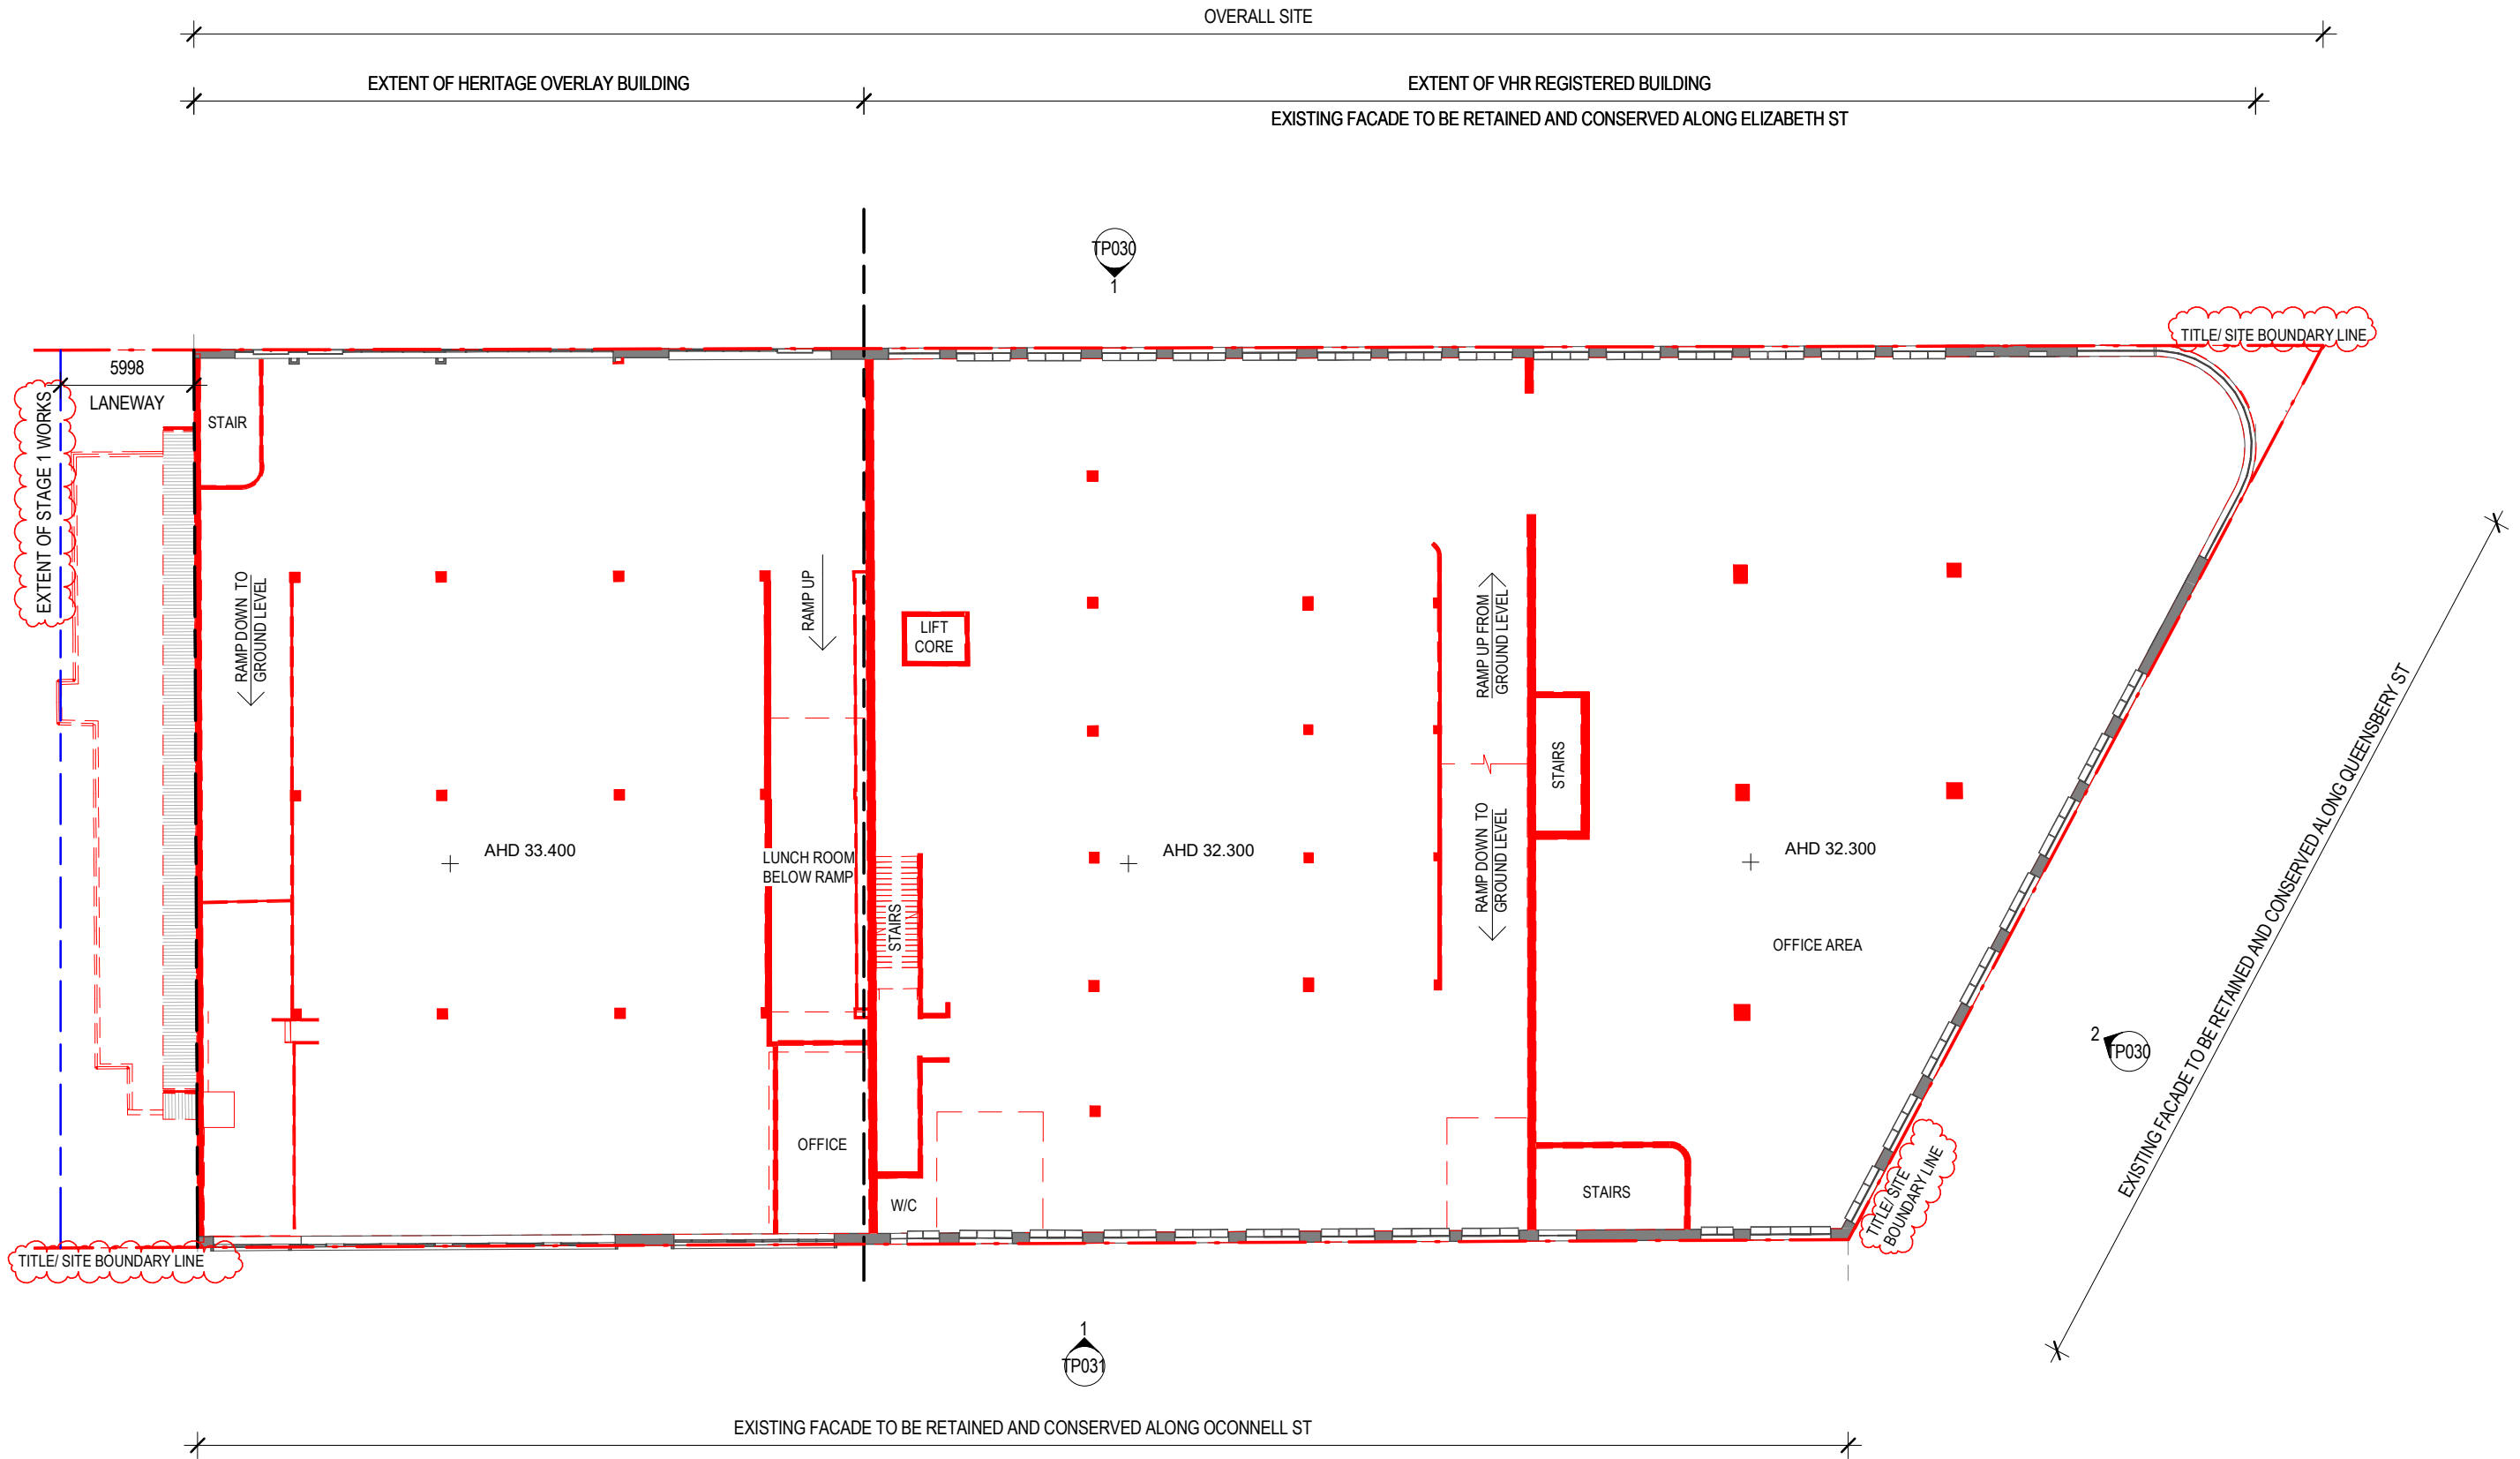 OVERALL SITE
EXTENT OF HERITAGE OVERLAY BUILDING
EXTENT OF VHR REGISTERED BUILDING
EXISTING FACADE TO BE RETAINED AND CONSERVED ALONG ELIZABETH ST
TP030
1
TITLE/ SITE BOUNDARY LINE
5998
LANEWAY
EXTENT OF STAGE 1 WORKS
STAIR
RAMP DOWN TO
GROUND LEVEL
RAMP UP
LIFT
CORE
RAMP UP FROM
GROUND LEVEL
STAIRS
RAMP DOWN TO
GROUND LEVEL
AHD 33.400
LUNCH ROOM
BELOW RAMP
AHD 32.300
AHD 32.300
STAIRS
OFFICE AREA
EXISTING FACADE TO BE RETAINED AND CONSERVED ALONG QUEENSBERY ST
2
TP030
OFFICE
W/C
STAIRS
TITLE/ SITE
BOUNDARY LINE
TITLE/ SITE BOUNDARY LINE
1
TP031
EXISTING FACADE TO BE RETAINED AND CONSERVED ALONG OCONNELL ST